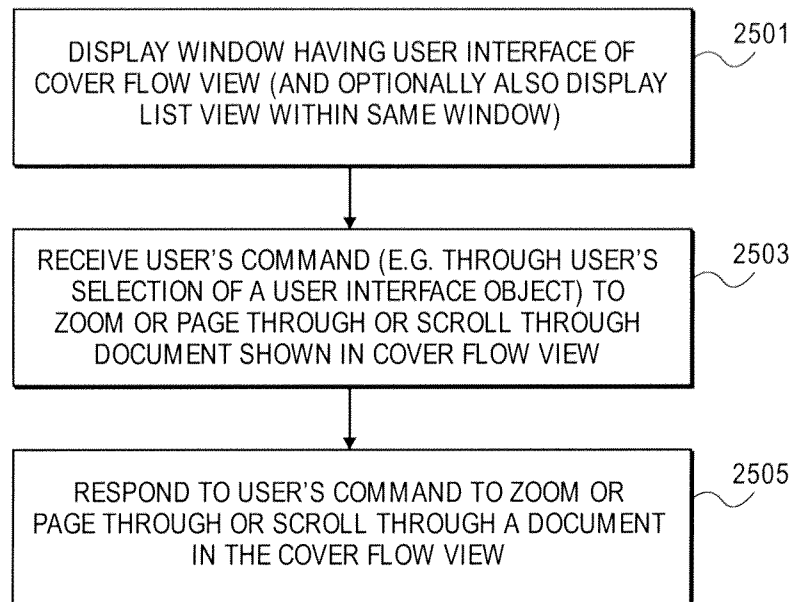 2501
DISPLAY WINDOW HAVING USER INTERFACE OF
COVER FLOW VIEW (AND OPTIONALLY ALSO DISPLAY
LIST VIEW WITHIN SAME WINDOW)
2503
RECEIVE USER'S COMMAND (E.G. THROUGH USER'S
SELECTION OF A USER INTERFACE OBJECT) TO
ZOOM OR PAGE THROUGH OR SCROLL THROUGH
DOCUMENT SHOWN IN COVER FLOW VIEW
2505
RESPOND TO USER'S COMMAND TO ZOOM OR
PAGE THROUGH OR SCROLL THROUGH A DOCUMENT
IN THE COVER FLOW VIEW